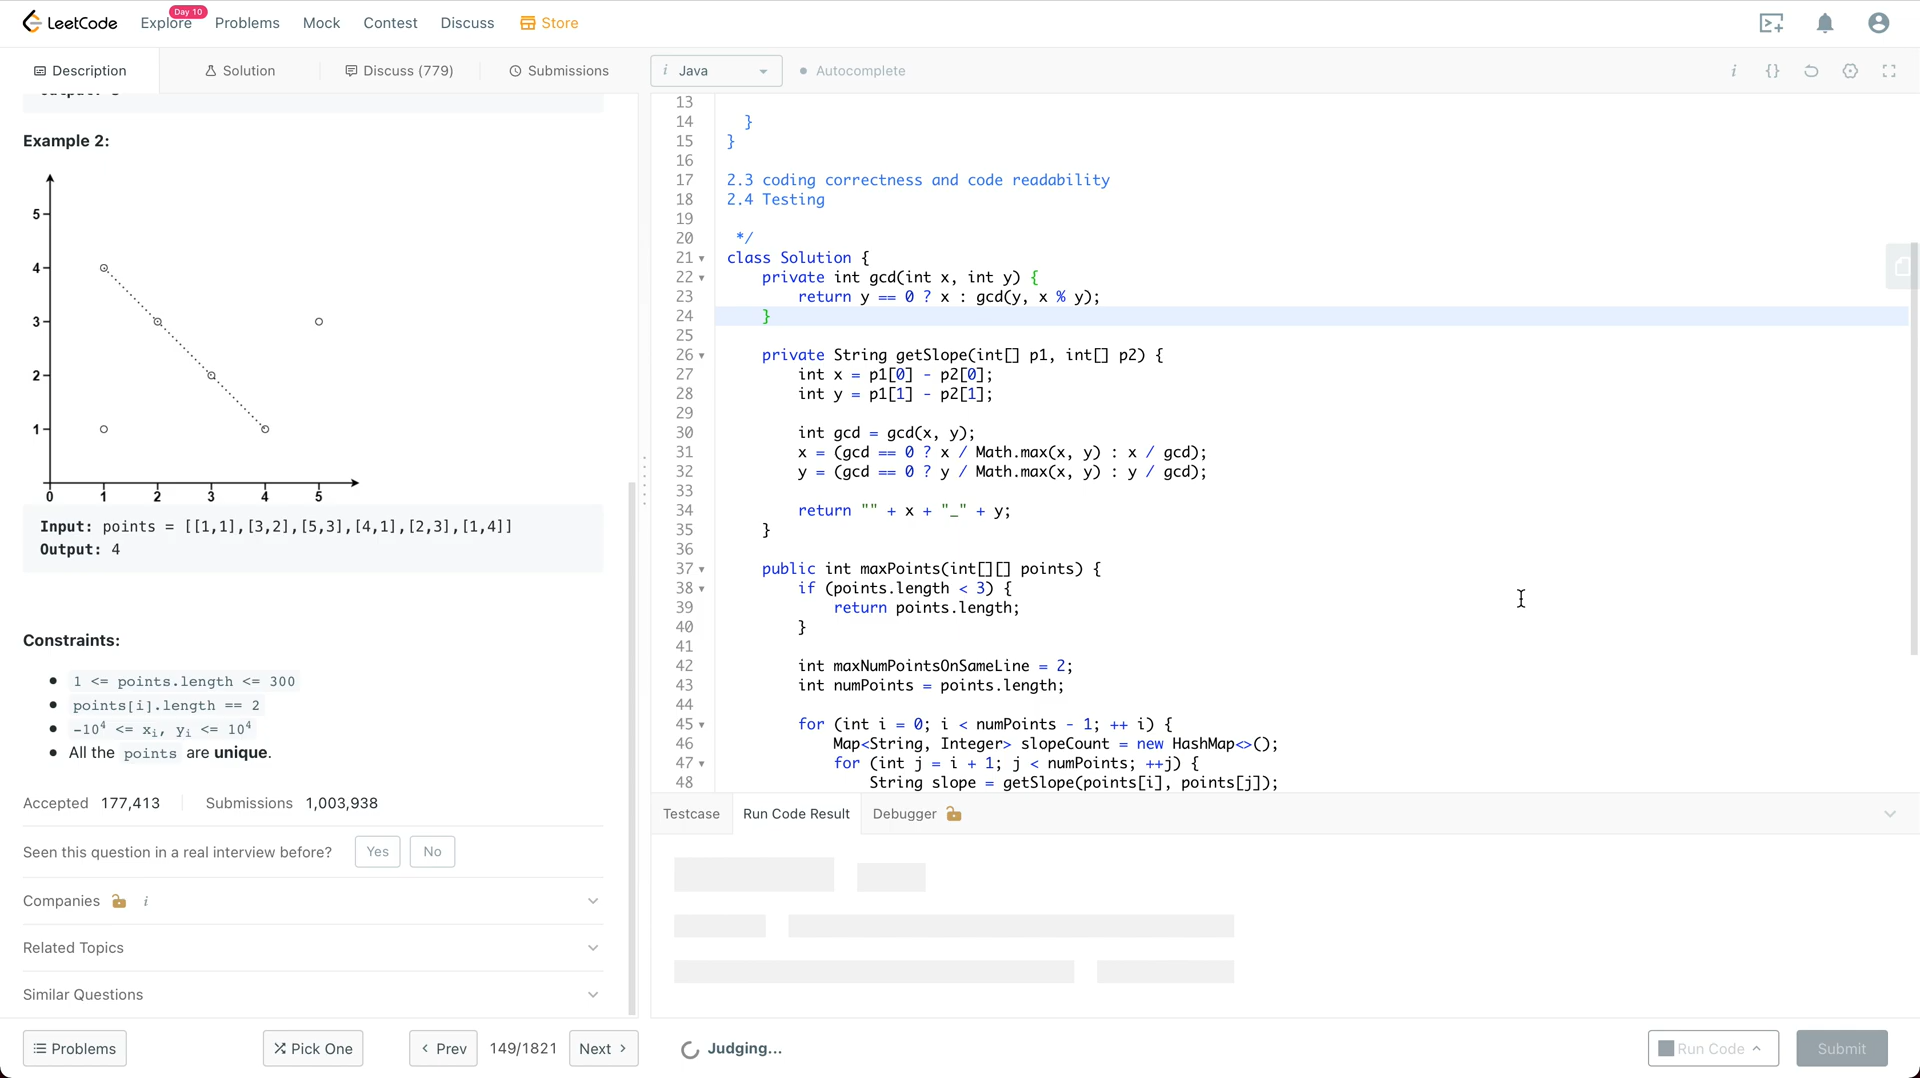 LeetCode Explore Day 10 Problems Mock Contest Discuss Store
Description Solution Discuss (779) Submissions i Java Autocomplete i {}
Example 2:
5
4
3
2
1
0 1 2 3 4 5
Input: points = [[1,1],[3,2],[5,3],[4,1],[2,3],[1,4]]
Output: 4
Constraints:
1 <= points.length <= 300
points[i].length == 2
-10⁴ <= xᵢ, yᵢ <= 10⁴
All the points are unique.
Accepted 177,413 Submissions 1,003,938
Seen this question in a real interview before? Yes No
Companies i
Related Topics
Similar Questions
Problems Pick One Prev 149/1821 Next
13
14 }
15 }
16
17 2.3 coding correctness and code readability
18 2.4 Testing
19
20 */
21 class Solution {
22 private int gcd(int x, int y) {
23 return y == 0 ? x : gcd(y, x % y);
24 }
25
26 private String getSlope(int[] p1, int[] p2) {
27 int x = p1[0] - p2[0];
28 int y = p1[1] - p2[1];
29
30 int gcd = gcd(x, y);
31 x = (gcd == 0 ? x / Math.max(x, y) : x / gcd);
32 y = (gcd == 0 ? y / Math.max(x, y) : y / gcd);
33
34 return "" + x + "_" + y;
35 }
36
37 public int maxPoints(int[][] points) {
38 if (points.length < 3) {
39 return points.length;
40 }
41
42 int maxNumPointsOnSameLine = 2;
43 int numPoints = points.length;
44
45 for (int i = 0; i < numPoints - 1; ++ i) {
46 Map<String, Integer> slopeCount = new HashMap<>();
47 for (int j = i + 1; j < numPoints; ++j) {
48 String slope = getSlope(points[i], points[j]);
Testcase Run Code Result Debugger
Judging... Run Code Submit